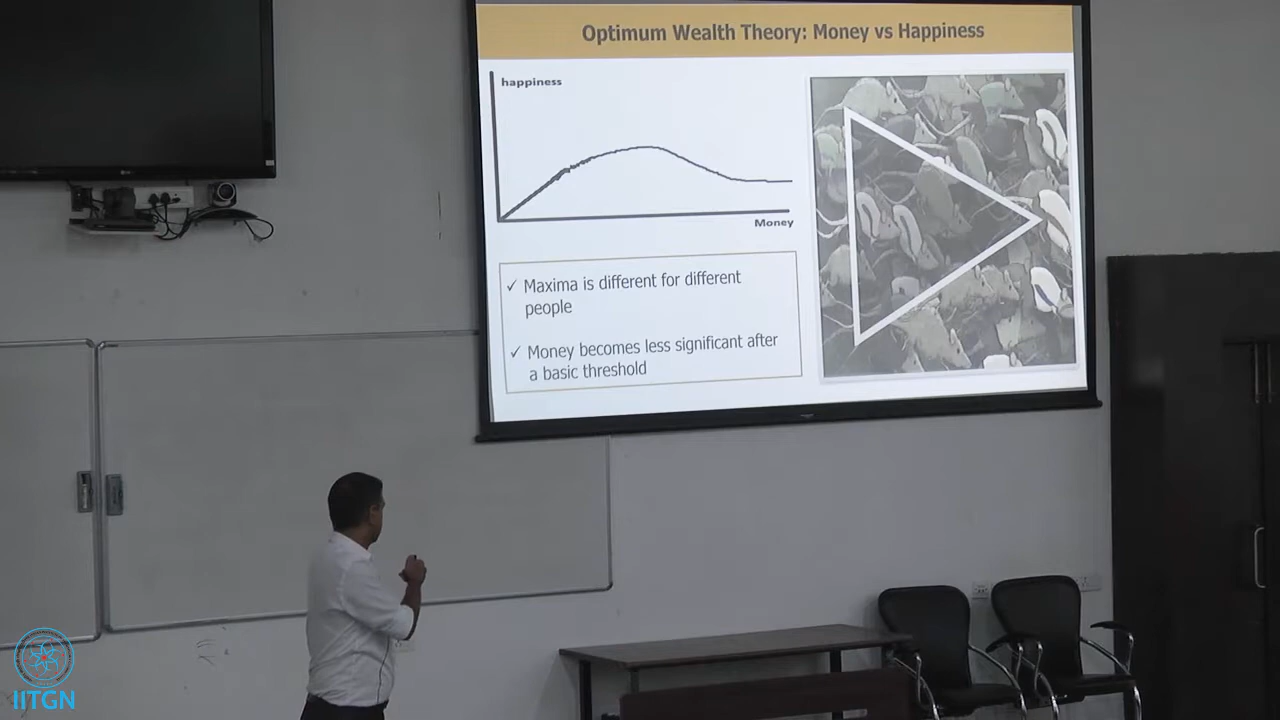 Optimum Wealth Theory: Money vs Happiness
happiness
Money
✓ Maxima is different for different
people
✓ Money becomes less significant after
a basic threshold
IITGN